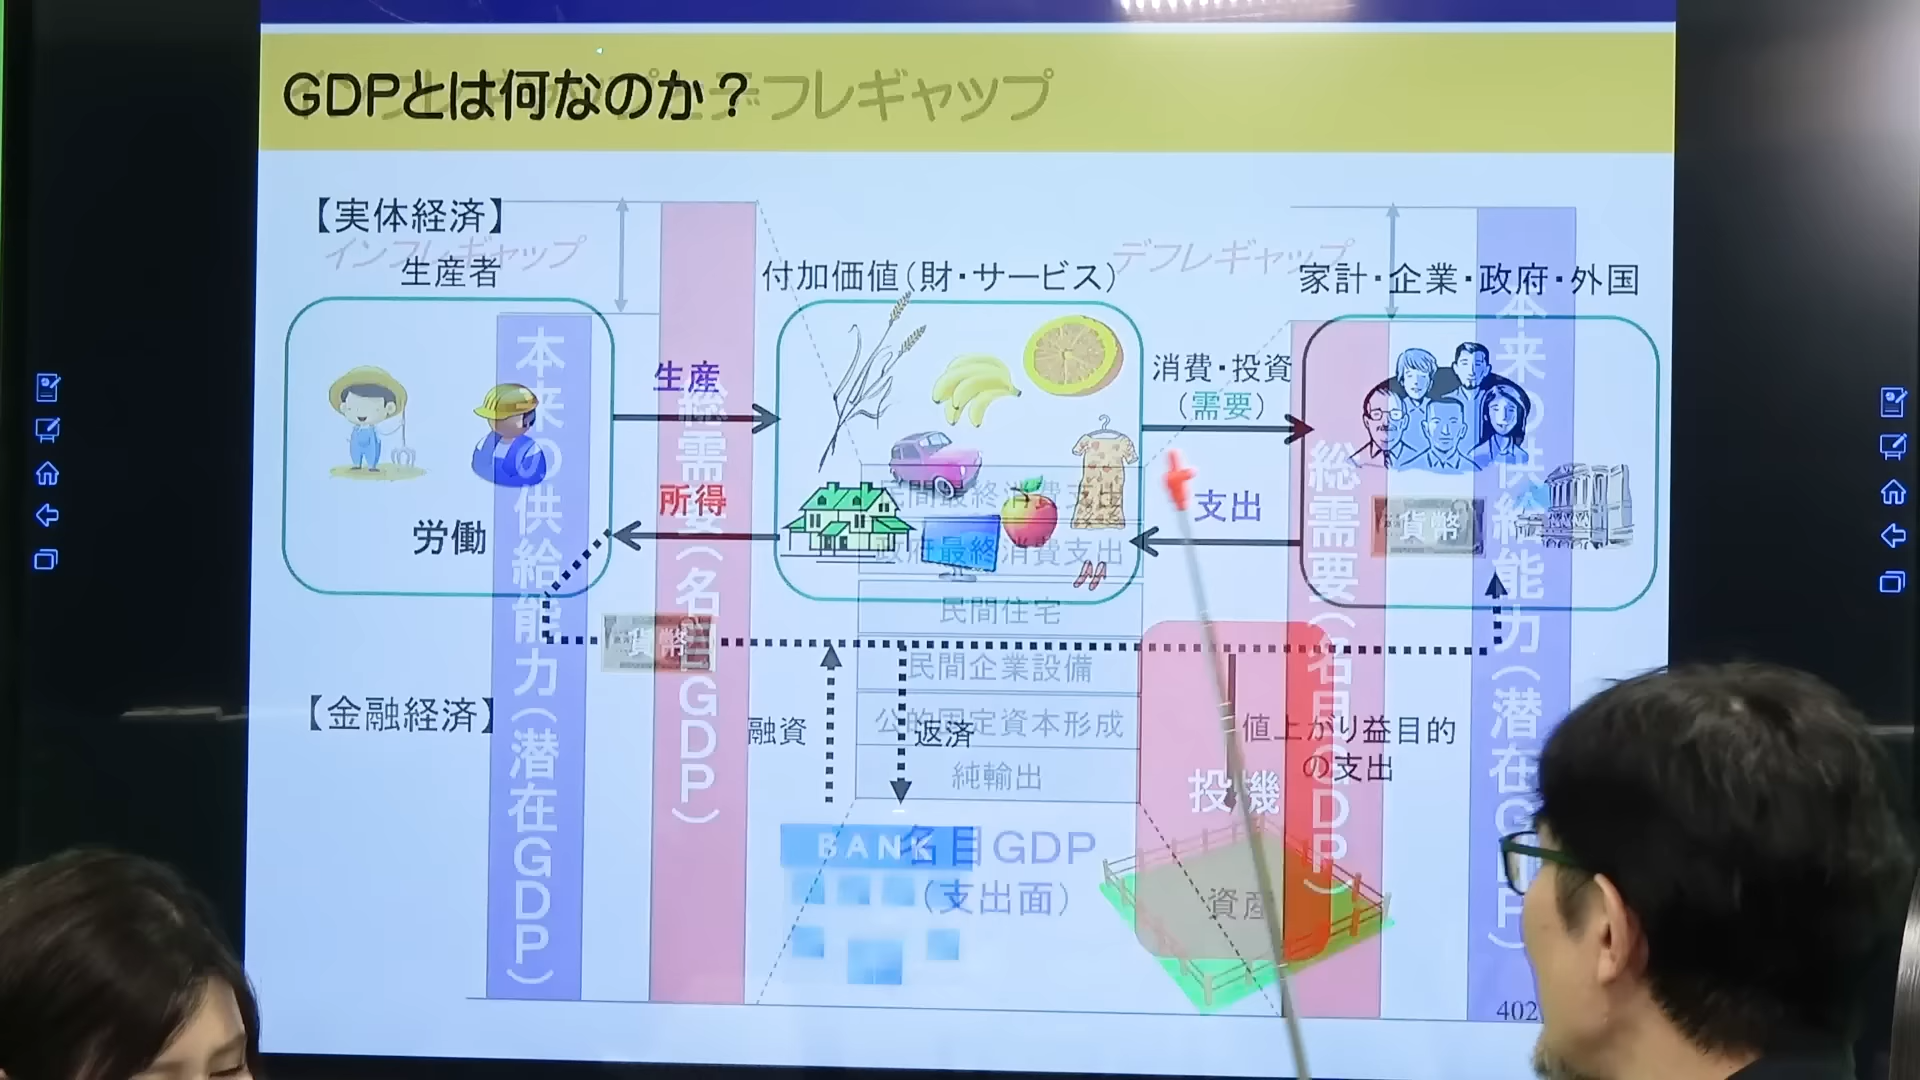 GDPとは何なのか？
インフレギャップとデフレギャップ
【実体経済】
インフレギャップ
デフレギャップ
生産者
付加価値（財・サービス）
家計・企業・政府・外国
本来の供給能力（潜在GDP）
総需要（名目GDP）
生産
所得
労働
消費・投資
（需要）
支出
貨幣
総需要（名目GDP）
本来の供給能力（潜在GDP）
民間最終消費支出
政府最終消費支出
民間住宅
民間企業設備
公的固定資本形成
純輸出
貨幣
【金融経済】
融資
返済
値上がり益目的
の支出
投機
BANK
名目GDP
（支出面）
資産
402